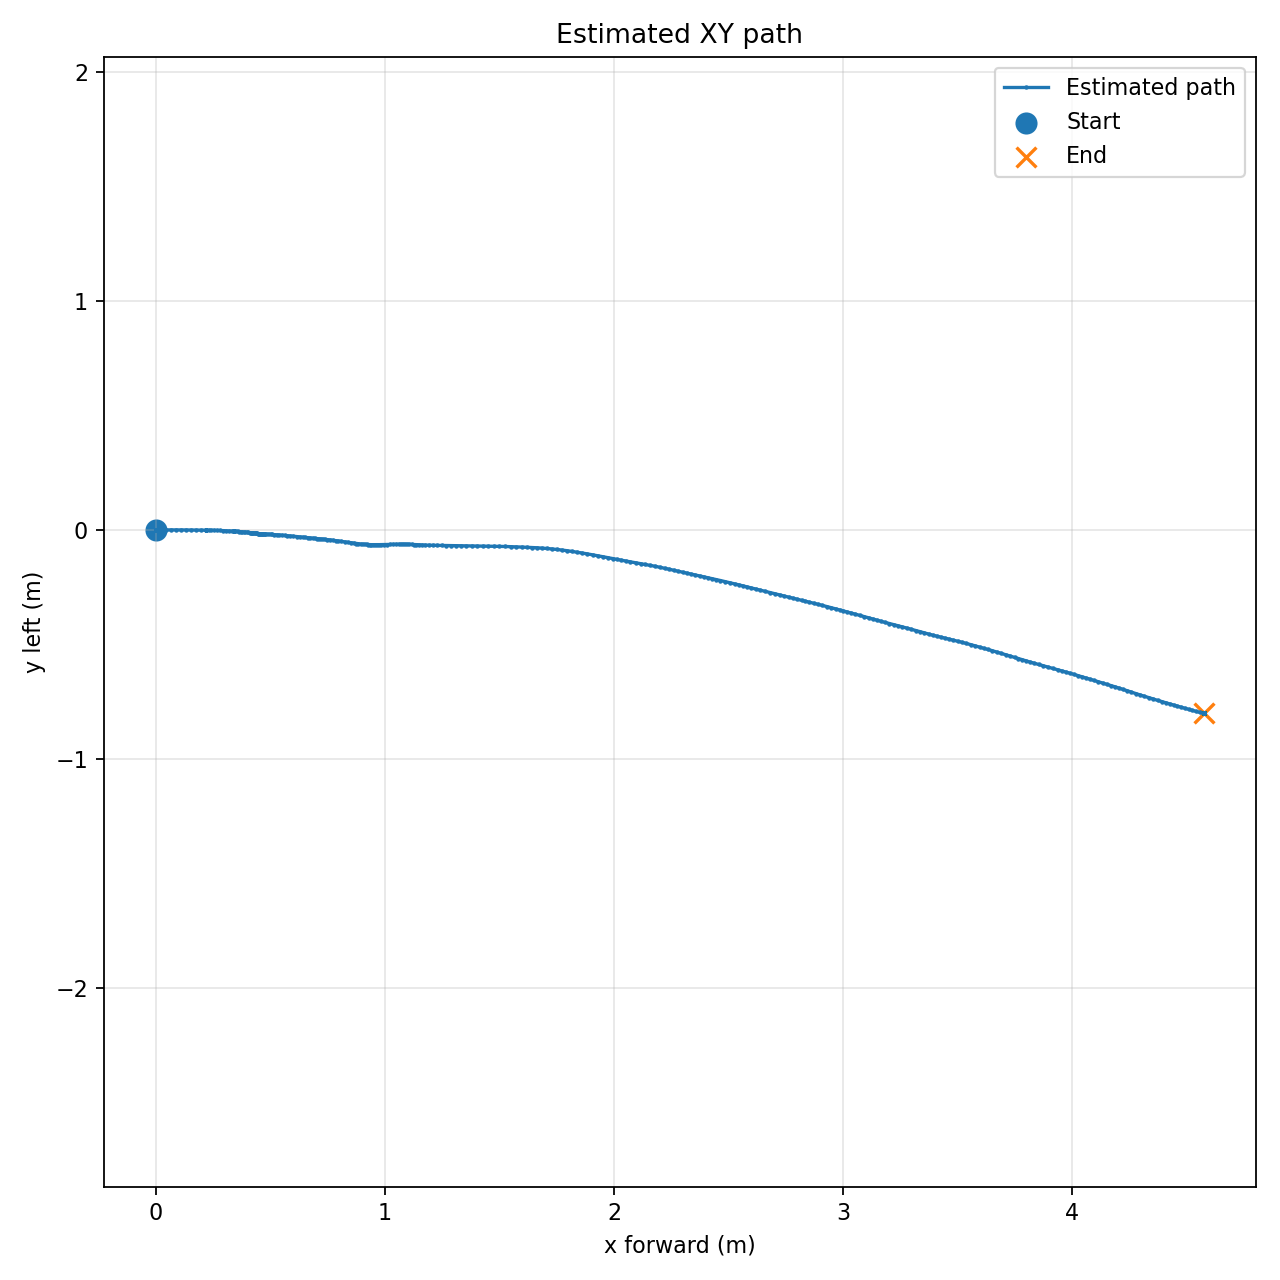 Estimated XY path
Estimated path
Start
End
2
1
0
−1
−2
y left (m)
0
1
2
3
4
x forward (m)